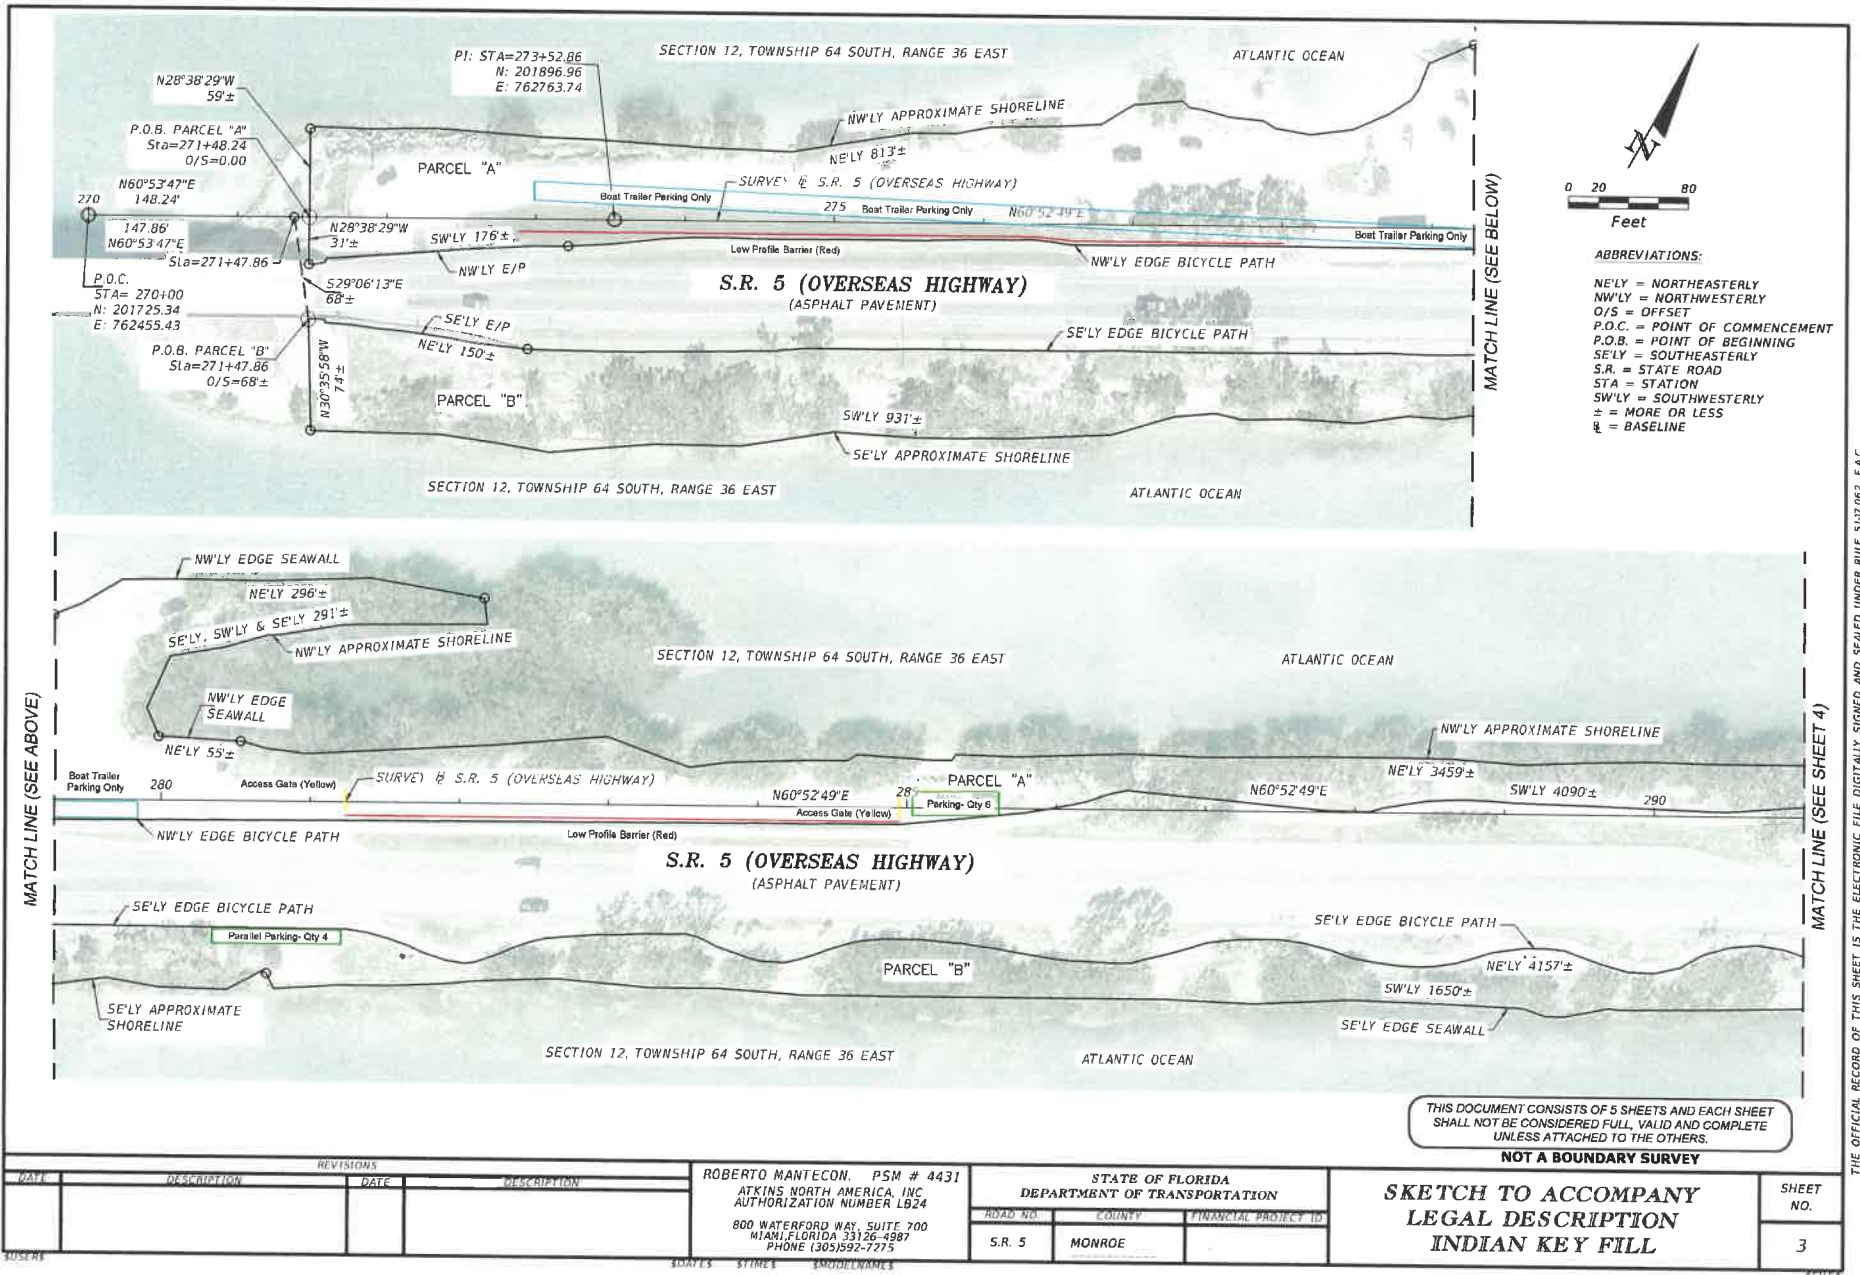 SECTION 12, TOWNSHIP 64 SOUTH, RANGE 36 EAST
ATLANTIC OCEAN
PI: STA=273+52.86
N: 201896.96
E: 762763.74
N28°38'29"W
59'±
P.O.B. PARCEL "A"
Sta=271+48.24
O/S=0.00
N60°53'47"E
148.24'
270
147.86'
N60°53'47"E
Sta=271+47.86
P.O.C.
STA= 270+00
N: 201725.34
E: 762455.43
P.O.B. PARCEL "B"
Sta=271+47.86
O/S=68'±
NW'LY APPROXIMATE SHORELINE
NE'LY 813'±
PARCEL "A"
SURVEY ℄ S.R. 5 (OVERSEAS HIGHWAY)
Boat Trailer Parking Only
275
Boat Trailer Parking Only
N60°52'49"E
Boat Trailer Parking Only
N28°38'29"W
31'±
SW'LY 176'±
NW'LY E/P
Low Profile Barrier (Red)
NW'LY EDGE BICYCLE PATH
S29°06'13"E
68'±
S.R. 5 (OVERSEAS HIGHWAY)
(ASPHALT PAVEMENT)
SE'LY E/P
NE'LY 150'±
SE'LY EDGE BICYCLE PATH
N30°35'58"W
74'±
PARCEL "B"
SW'LY 931'±
SE'LY APPROXIMATE SHORELINE
SECTION 12, TOWNSHIP 64 SOUTH, RANGE 36 EAST
ATLANTIC OCEAN
MATCH LINE (SEE BELOW)
N
0 20 80
Feet
ABBREVIATIONS:
NE'LY = NORTHEASTERLY
NW'LY = NORTHWESTERLY
O/S = OFFSET
P.O.C. = POINT OF COMMENCEMENT
P.O.B. = POINT OF BEGINNING
SE'LY = SOUTHEASTERLY
S.R. = STATE ROAD
STA = STATION
SW'LY = SOUTHWESTERLY
± = MORE OR LESS
℄ = BASELINE
MATCH LINE (SEE ABOVE)
NW'LY EDGE SEAWALL
NE'LY 296'±
SE'LY, SW'LY & SE'LY 291'±
NW'LY APPROXIMATE SHORELINE
NW'LY EDGE
SEAWALL
NE'LY 55'±
SECTION 12, TOWNSHIP 64 SOUTH, RANGE 36 EAST
ATLANTIC OCEAN
NW'LY APPROXIMATE SHORELINE
NE'LY 3459'±
Boat Trailer
Parking Only
280
Access Gate (Yellow)
SURVEY ℄ S.R. 5 (OVERSEAS HIGHWAY)
N60°52'49"E
285
PARCEL "A"
Parking- Qty 6
Access Gate (Yellow)
N60°52'49"E
SW'LY 4090'±
290
NW'LY EDGE BICYCLE PATH
Low Profile Barrier (Red)
S.R. 5 (OVERSEAS HIGHWAY)
(ASPHALT PAVEMENT)
SE'LY EDGE BICYCLE PATH
Parallel Parking- Qty 4
SE'LY EDGE BICYCLE PATH
NE'LY 4157'±
PARCEL "B"
SW'LY 1650'±
SE'LY EDGE SEAWALL
SE'LY APPROXIMATE
SHORELINE
SECTION 12, TOWNSHIP 64 SOUTH, RANGE 36 EAST
ATLANTIC OCEAN
MATCH LINE (SEE SHEET 4)
THE OFFICIAL RECORD OF THIS SHEET IS THE ELECTRONIC FILE DIGITALLY SIGNED AND SEALED UNDER RULE 5J-17.062, F.A.C.
THIS DOCUMENT CONSISTS OF 5 SHEETS AND EACH SHEET
SHALL NOT BE CONSIDERED FULL, VALID AND COMPLETE
UNLESS ATTACHED TO THE OTHERS.
NOT A BOUNDARY SURVEY
REVISIONS
DATE DESCRIPTION DATE DESCRIPTION
ROBERTO MANTECON. PSM # 4431
ATKINS NORTH AMERICA, INC
AUTHORIZATION NUMBER LB24
800 WATERFORD WAY, SUITE 700
MIAMI,FLORIDA 33126-4987
PHONE (305)592-7275
STATE OF FLORIDA
DEPARTMENT OF TRANSPORTATION
ROAD NO. COUNTY FINANCIAL PROJECT ID
S.R. 5 MONROE
SKETCH TO ACCOMPANY
LEGAL DESCRIPTION
INDIAN KEY FILL
SHEET
NO.
3
$USER$
$DATE$ $TIME$ $MODELNAME$